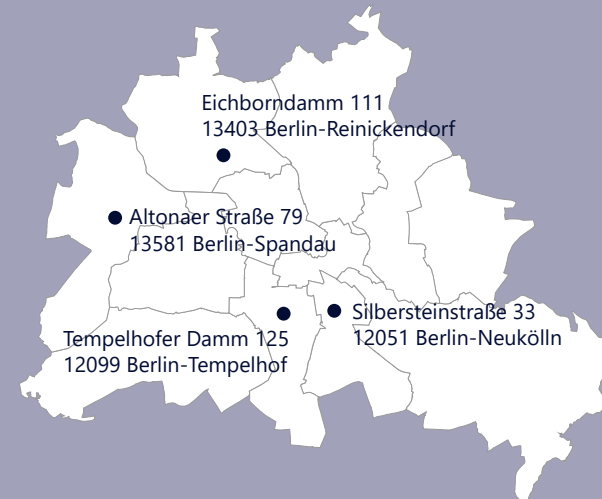 Eichborndamm 111
13403 Berlin-Reinickendorf
Altonaer Straße 79
13581 Berlin-Spandau
Silbersteinstraße 33
12051 Berlin-Neukölln
Tempelhofer Damm 125
12099 Berlin-Tempelhof